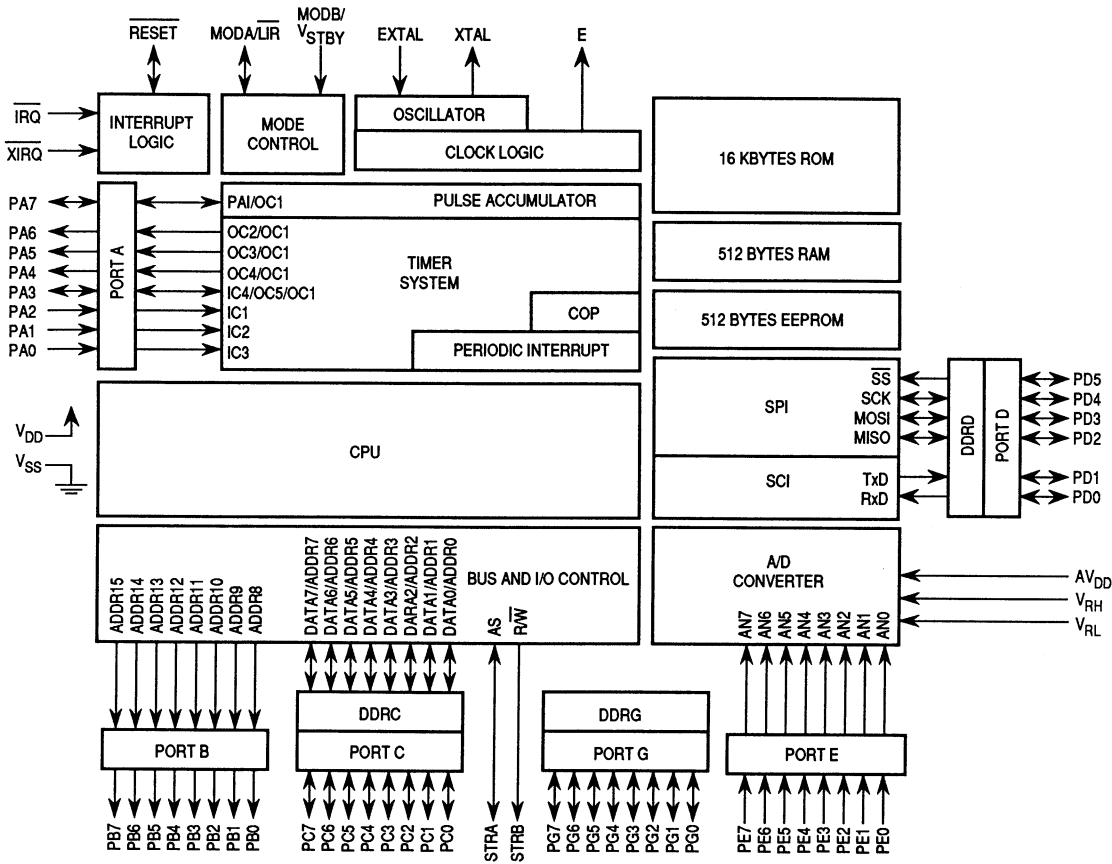 RESET
MODA/LIR
MODB/
VSTBY
EXTAL
XTAL
E
IRQ
XIRQ
INTERRUPT
LOGIC
MODE
CONTROL
OSCILLATOR
CLOCK LOGIC
16 KBYTES ROM
PA7
PA6
PA5
PA4
PA3
PA2
PA1
PA0
PORT A
PAI/OC1
PULSE ACCUMULATOR
OC2/OC1
OC3/OC1
OC4/OC1
IC4/OC5/OC1
IC1
IC2
IC3
TIMER
SYSTEM
COP
PERIODIC INTERRUPT
512 BYTES RAM
512 BYTES EEPROM
VDD
VSS
CPU
SPI
SS
SCK
MOSI
MISO
SCI
TxD
RxD
DDRD
PORT D
PD5
PD4
PD3
PD2
PD1
PD0
ADDR15
ADDR14
ADDR13
ADDR12
ADDR11
ADDR10
ADDR9
ADDR8
DATA7/ADDR7
DATA6/ADDR6
DATA5/ADDR5
DATA4/ADDR4
DATA3/ADDR3
DARA2/ADDR2
DATA1/ADDR1
DATA0/ADDR0
BUS AND I/O CONTROL
AS
R/W
A/D
CONVERTER
AN7
AN6
AN5
AN4
AN3
AN2
AN1
AN0
AVDD
VRH
VRL
PORT B
DDRC
PORT C
DDRG
PORT G
PORT E
PB7
PB6
PB5
PB4
PB3
PB2
PB1
PB0
PC7
PC6
PC5
PC4
PC3
PC2
PC1
PC0
STRA
STRB
PG7
PG6
PG5
PG4
PG3
PG2
PG1
PG0
PE7
PE6
PE5
PE4
PE3
PE2
PE1
PE0